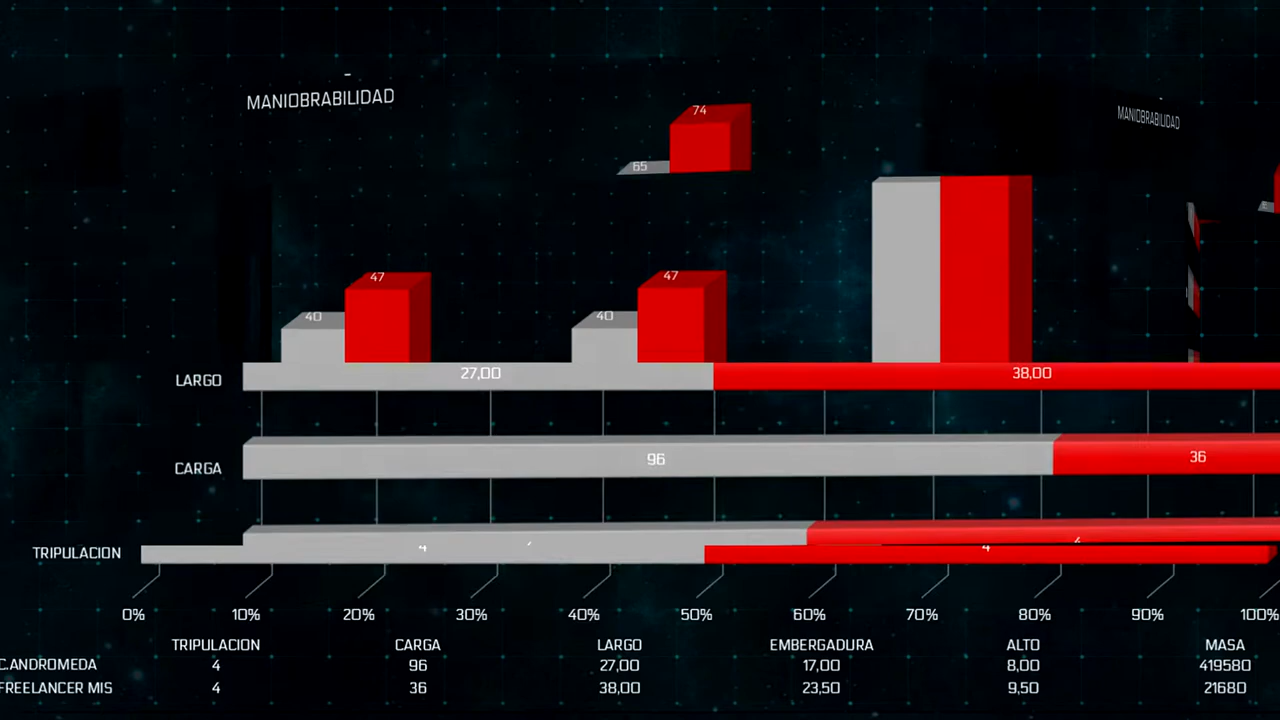 MANIOBRABILIDAD
MANIOBRABILIDAD
74
65
47
47
40
40
LARGO 27,00 38,00
CARGA 96 36
TRIPULACION 4 4
0% 10% 20% 30% 40% 50% 60% 70% 80% 90% 100%
TRIPULACION CARGA LARGO EMBERGADURA ALTO MASA
C.ANDROMEDA 4 96 27,00 17,00 8,00 419580
FREELANCER MIS 4 36 38,00 23,50 9,50 21680